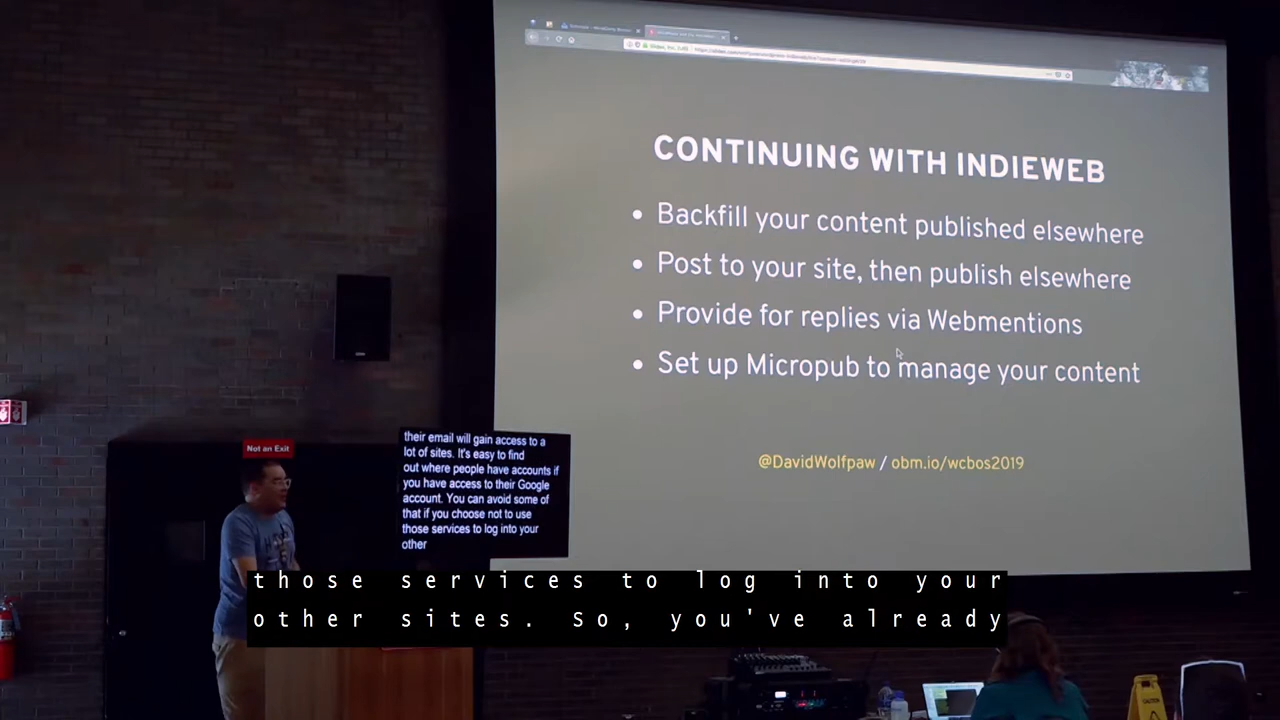 CONTINUING WITH INDIEWEB
• Backfill your content published elsewhere
• Post to your site, then publish elsewhere
• Provide for replies via Webmentions
• Set up Micropub to manage your content
@DavidWolfpaw / obm.io/wcbos2019
Not an Exit
their email will gain access to a
lot of sites. It's easy to find
out where people have accounts if
you have access to their Google
account. You can avoid some of
that if you choose not to use
those services to log into your
other
those services to log into your
other sites. So, you've already
CAUTION